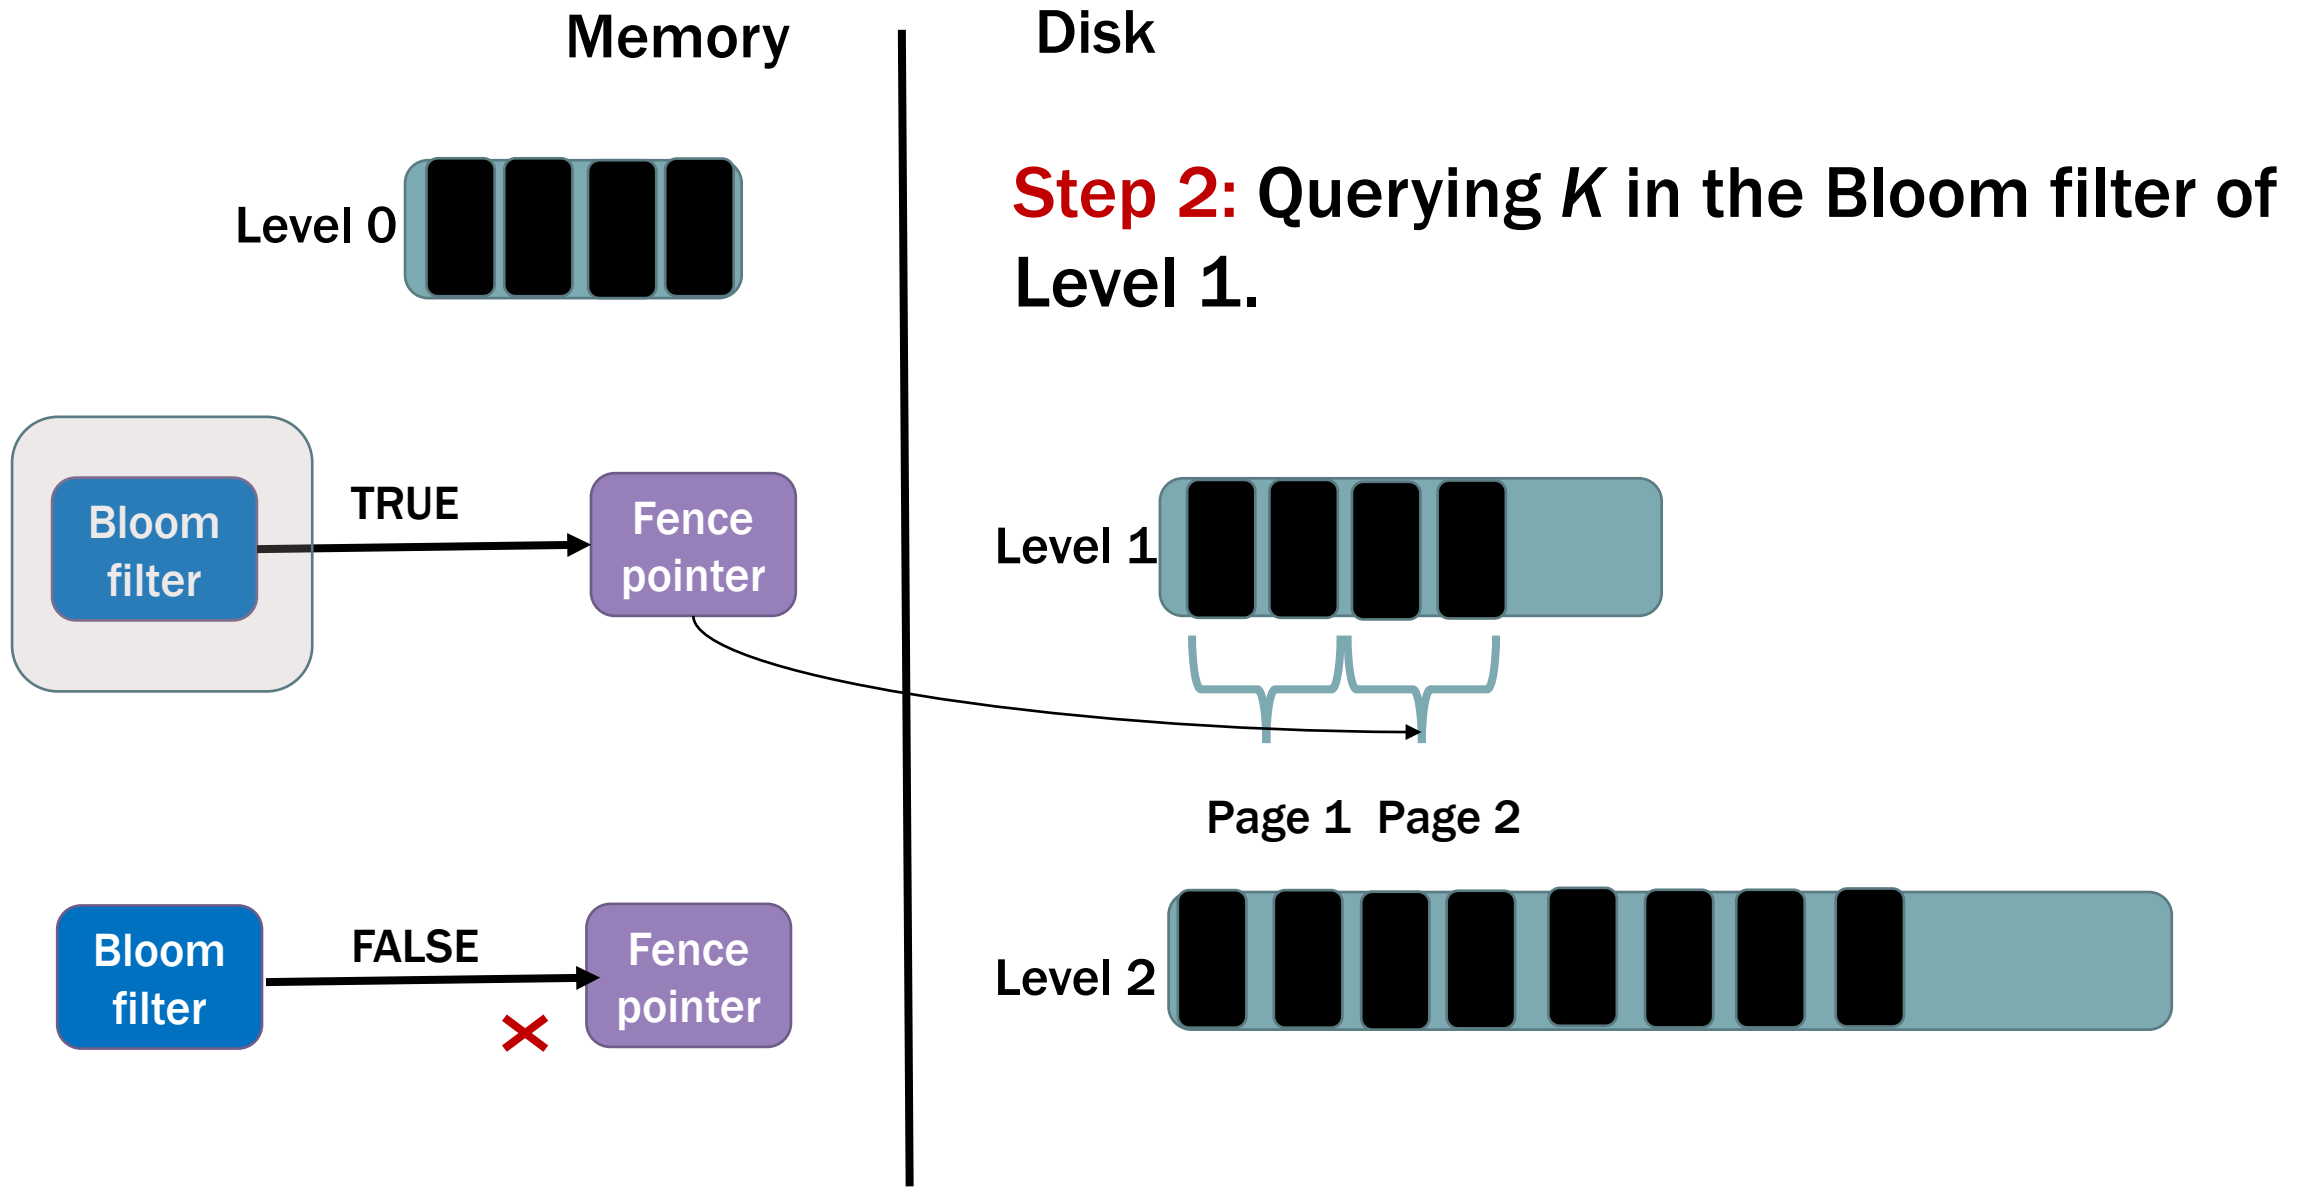 Memory
Disk
Step 2: Querying K in the Bloom filter of
Level 1.
Level 0
Bloom
filter
TRUE
Fence
pointer
Level 1
Page 1 Page 2
Bloom
filter
FALSE
Fence
pointer
Level 2